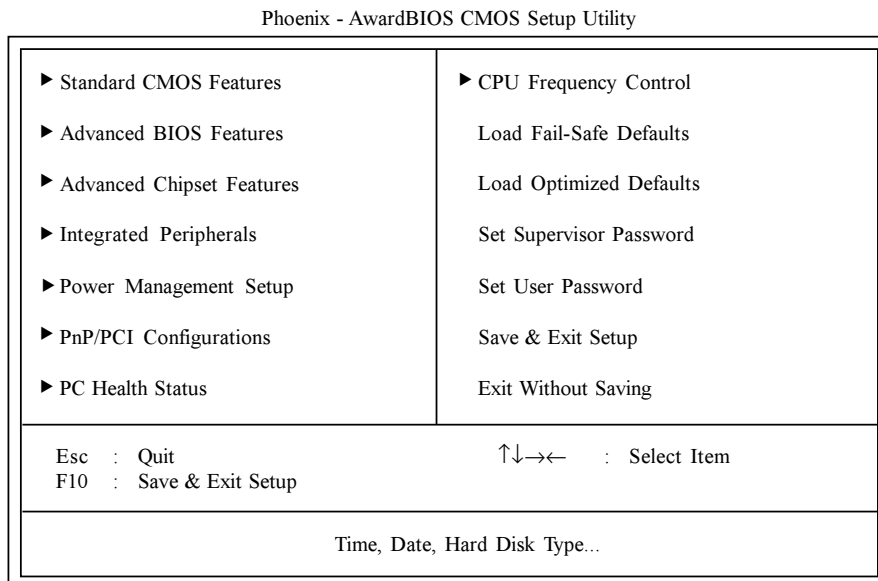 Phoenix - AwardBIOS CMOS Setup Utility
▶ Standard CMOS Features
▶ Advanced BIOS Features
▶ Advanced Chipset Features
▶ Integrated Peripherals
▶ Power Management Setup
▶ PnP/PCI Configurations
▶ PC Health Status
▶ CPU Frequency Control
Load Fail-Safe Defaults
Load Optimized Defaults
Set Supervisor Password
Set User Password
Save & Exit Setup
Exit Without Saving
Esc : Quit
F10 : Save & Exit Setup
↑↓→← : Select Item
Time, Date, Hard Disk Type...